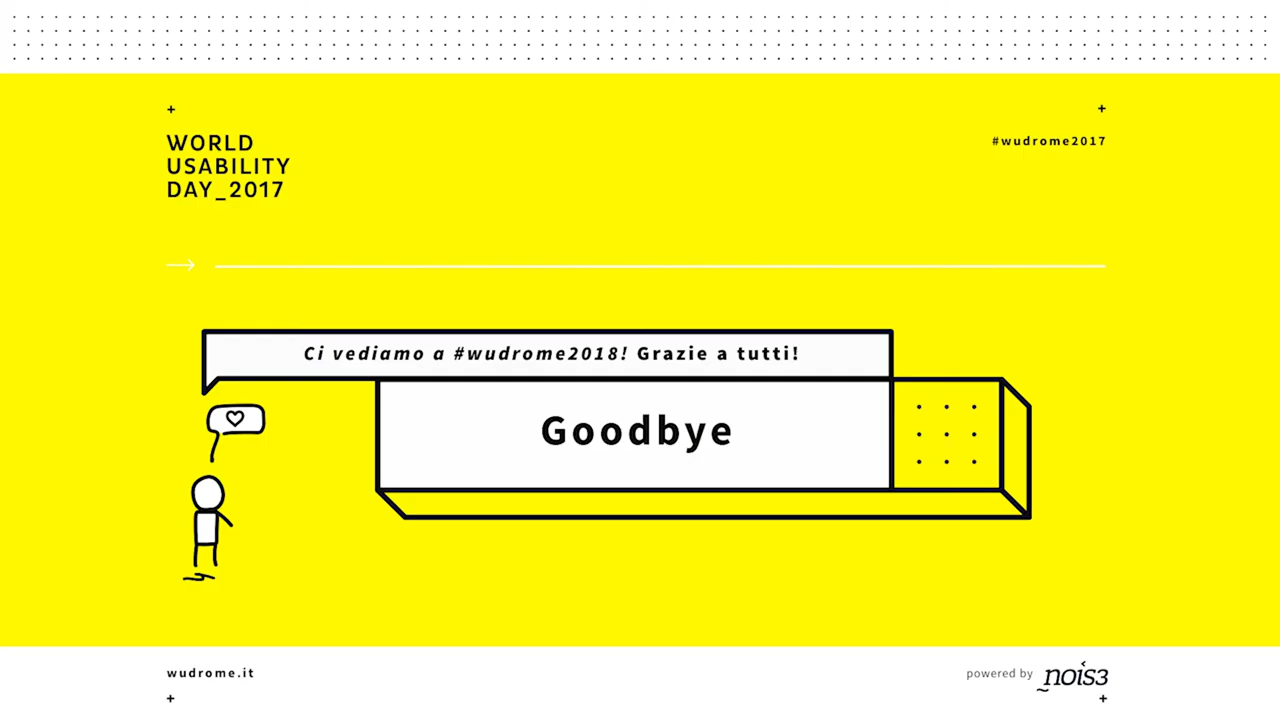 WORLD
USABILITY
DAY_2017
#wudrome2017
Ci vediamo a #wudrome2018! Grazie a tutti!
Goodbye
wudrome.it
powered by nois3